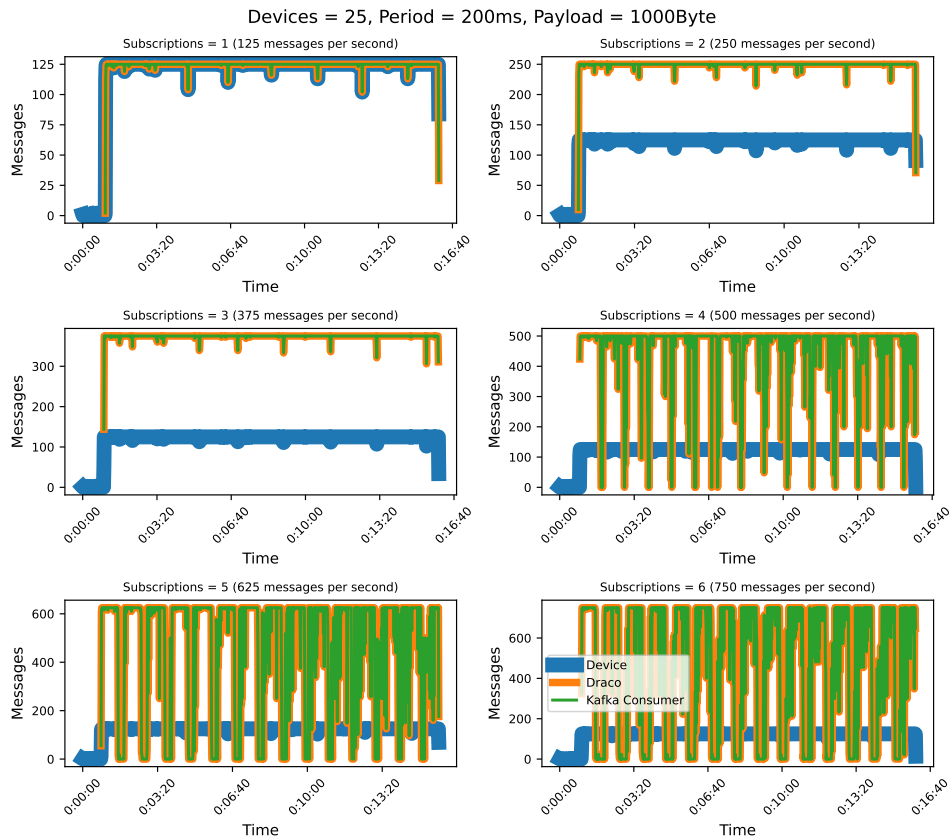 Devices = 25, Period = 200ms, Payload = 1000Byte
Subscriptions = 1 (125 messages per second)
Messages
125
100
75
50
25
0
0:00:00
0:03:20
0:06:40
0:10:00
0:13:20
0:16:40
Time
Subscriptions = 2 (250 messages per second)
Messages
250
200
150
100
50
0
0:00:00
0:03:20
0:06:40
0:10:00
0:13:20
Time
Subscriptions = 3 (375 messages per second)
Messages
300
200
100
0
0:00:00
0:03:20
0:06:40
0:10:00
0:13:20
0:16:40
Time
Subscriptions = 4 (500 messages per second)
Messages
500
400
300
200
100
0
0:00:00
0:03:20
0:06:40
0:10:00
0:13:20
0:16:40
Time
Subscriptions = 5 (625 messages per second)
Messages
600
400
200
0
0:00:00
0:03:20
0:06:40
0:10:00
0:13:20
Time
Subscriptions = 6 (750 messages per second)
Messages
600
400
200
0
Device
Draco
Kafka Consumer
0:00:00
0:03:20
0:06:40
0:10:00
0:13:20
0:16:40
Time